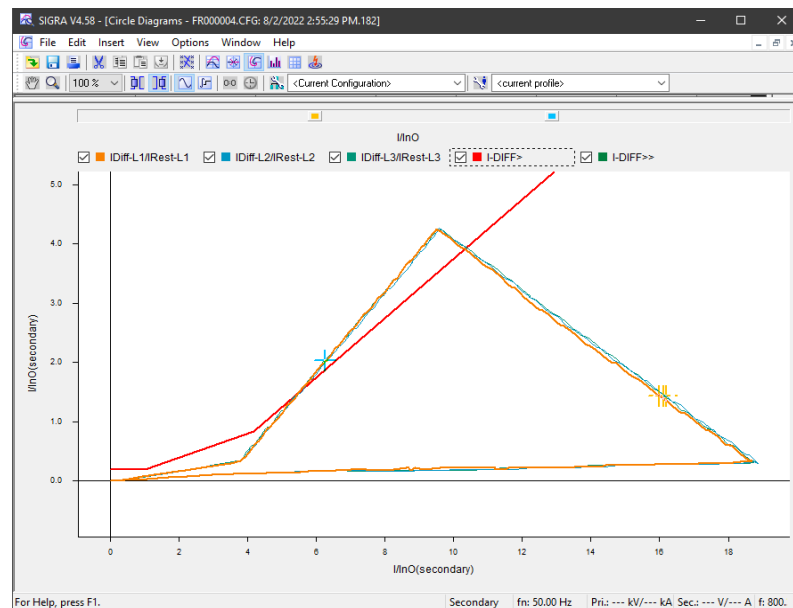 SIGRA V4.58 - [Circle Diagrams - FR000004.CFG: 8/2/2022 2:55:29 PM.182]
File Edit Insert View Options Window Help
100 % <Current Configuration> <current profile>
I/InO
IDiff-L1/IRest-L1 IDiff-L2/IRest-L2 IDiff-L3/IRest-L3 I-DIFF> I-DIFF>>
5.0
4.0
3.0
2.0
1.0
0.0
I/InO(secondary)
0 2 4 6 8 10 12 14 16 18
I/InO(secondary)
For Help, press F1. Secondary fn: 50.00 Hz Pri.: --- kV/--- kA Sec.: --- V/--- A f: 800.